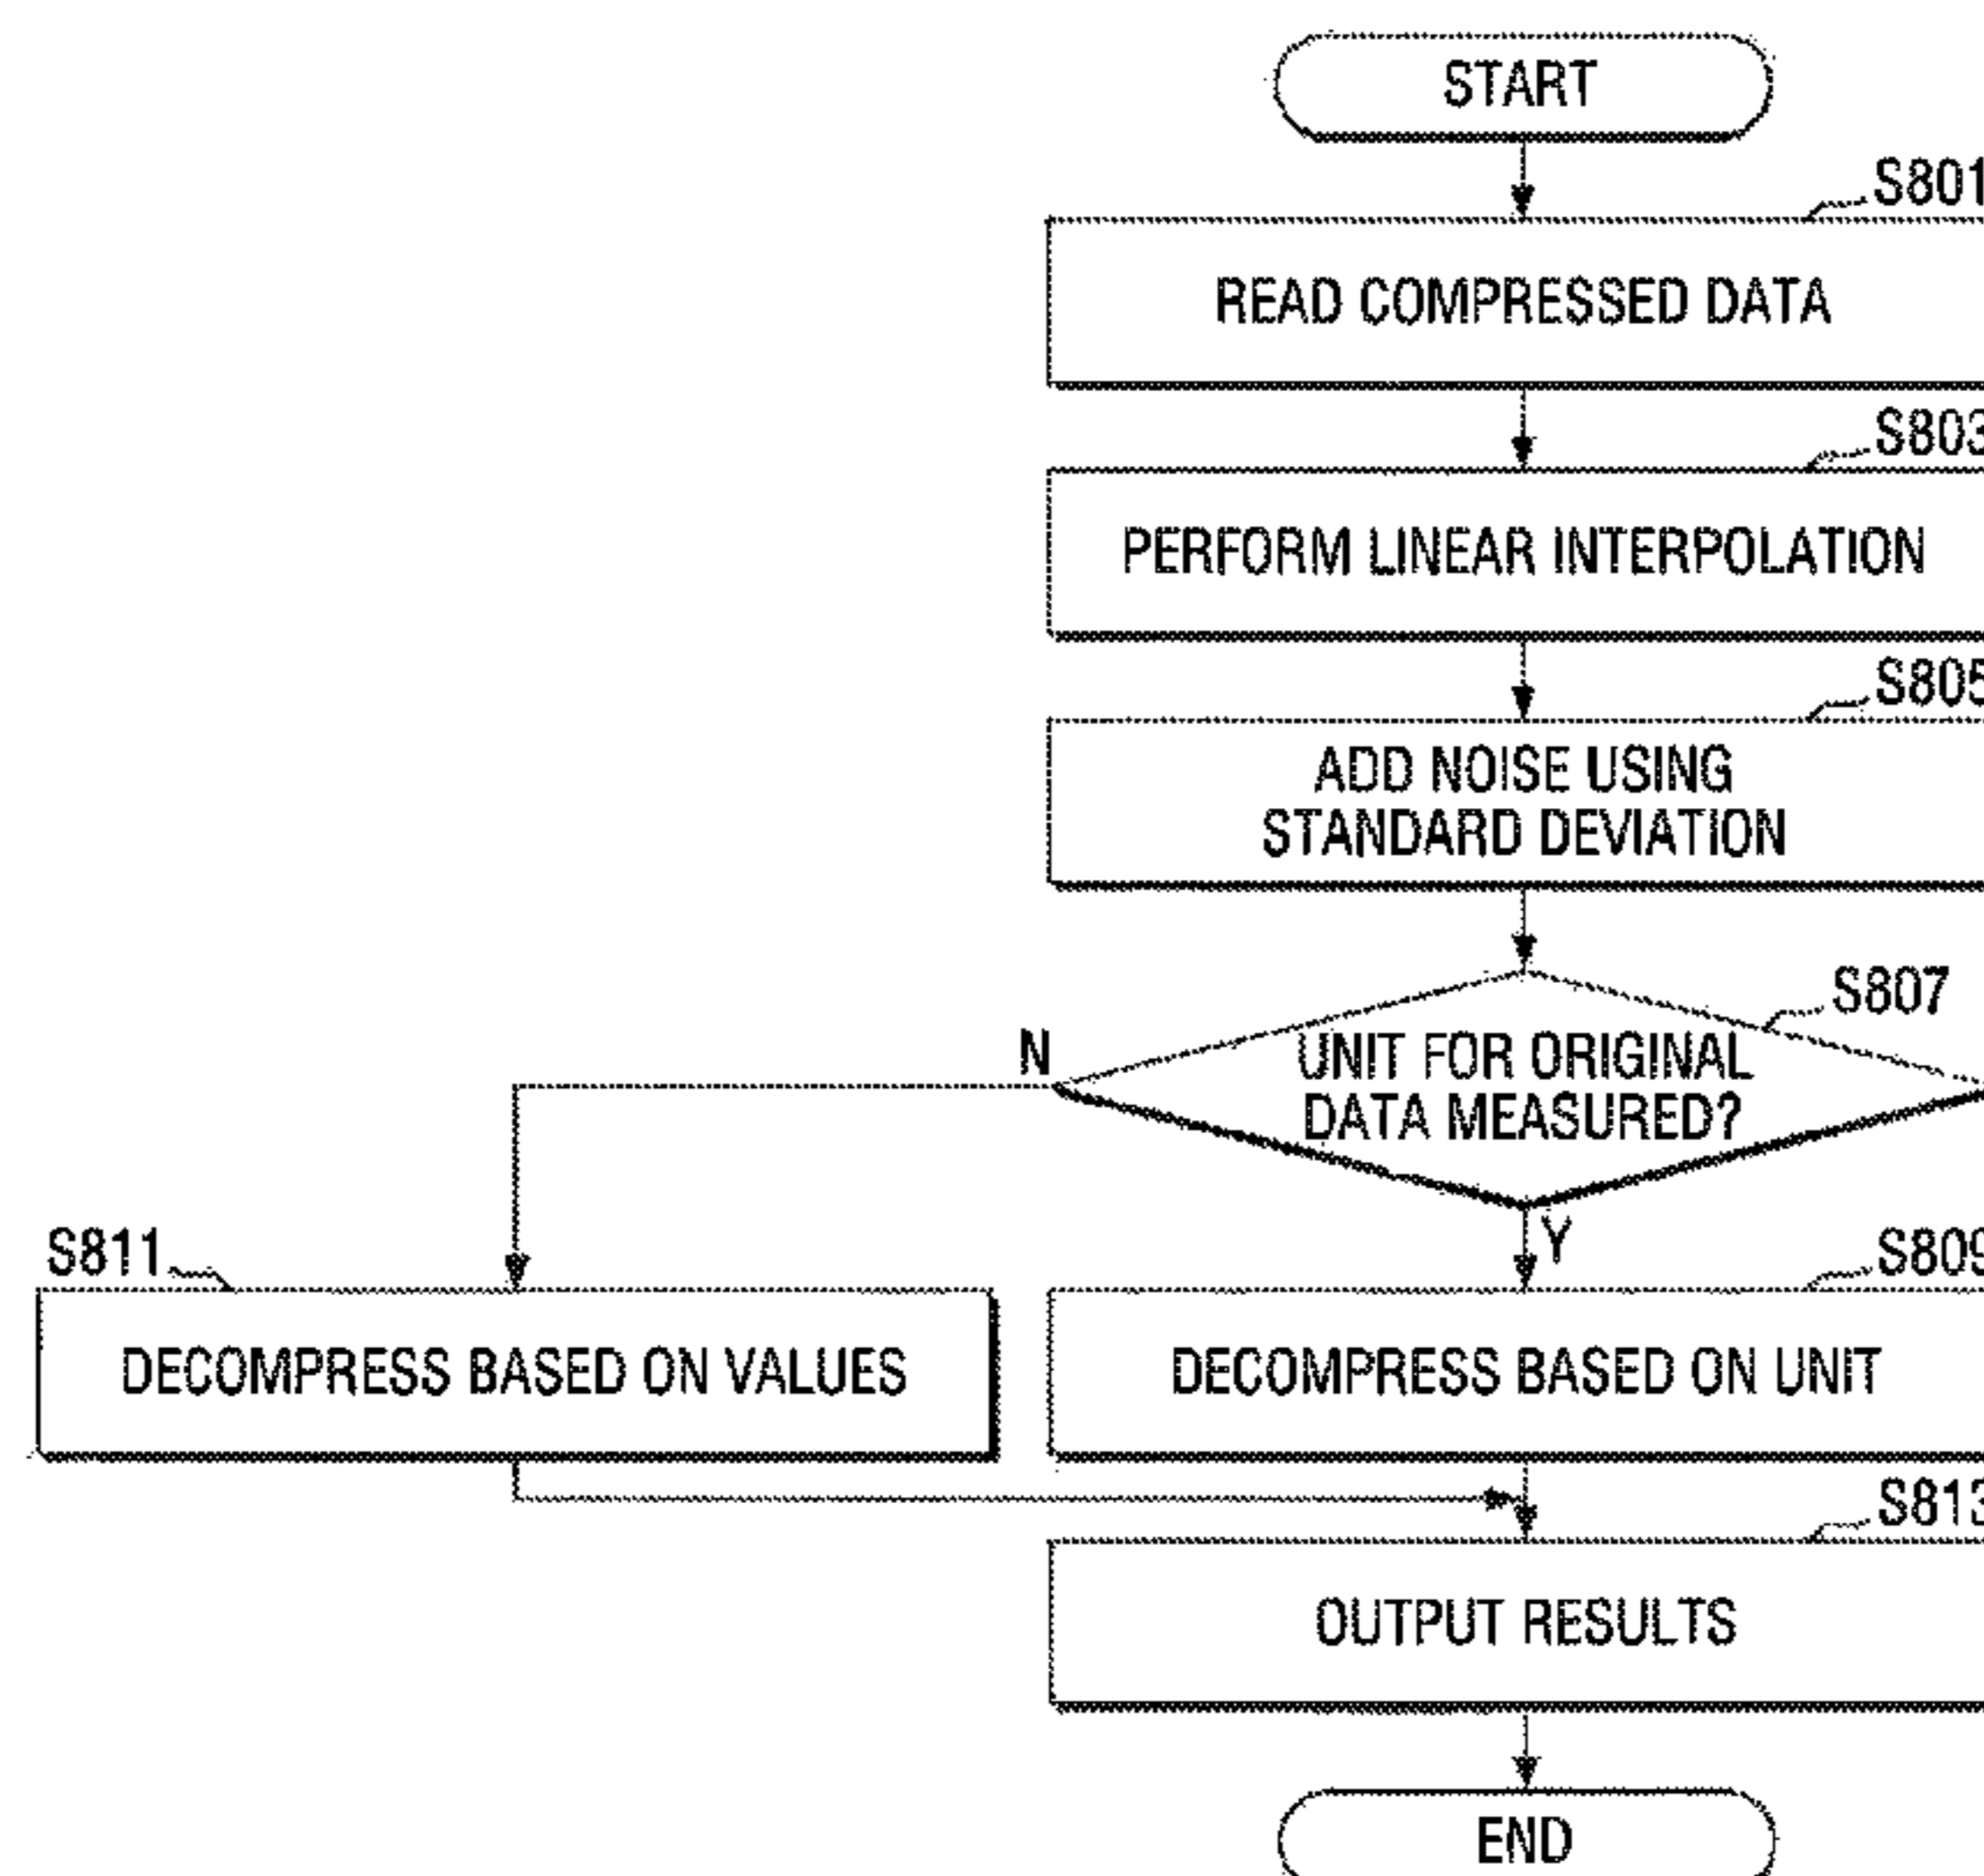 START
S801
READ COMPRESSED DATA
S803
PERFORM LINEAR INTERPOLATION
S805
ADD NOISE USING
STANDARD DEVIATION
S807
UNIT FOR ORIGINAL
DATA MEASURED?
N
Y
S811
DECOMPRESS BASED ON VALUES
S809
DECOMPRESS BASED ON UNIT
S813
OUTPUT RESULTS
END